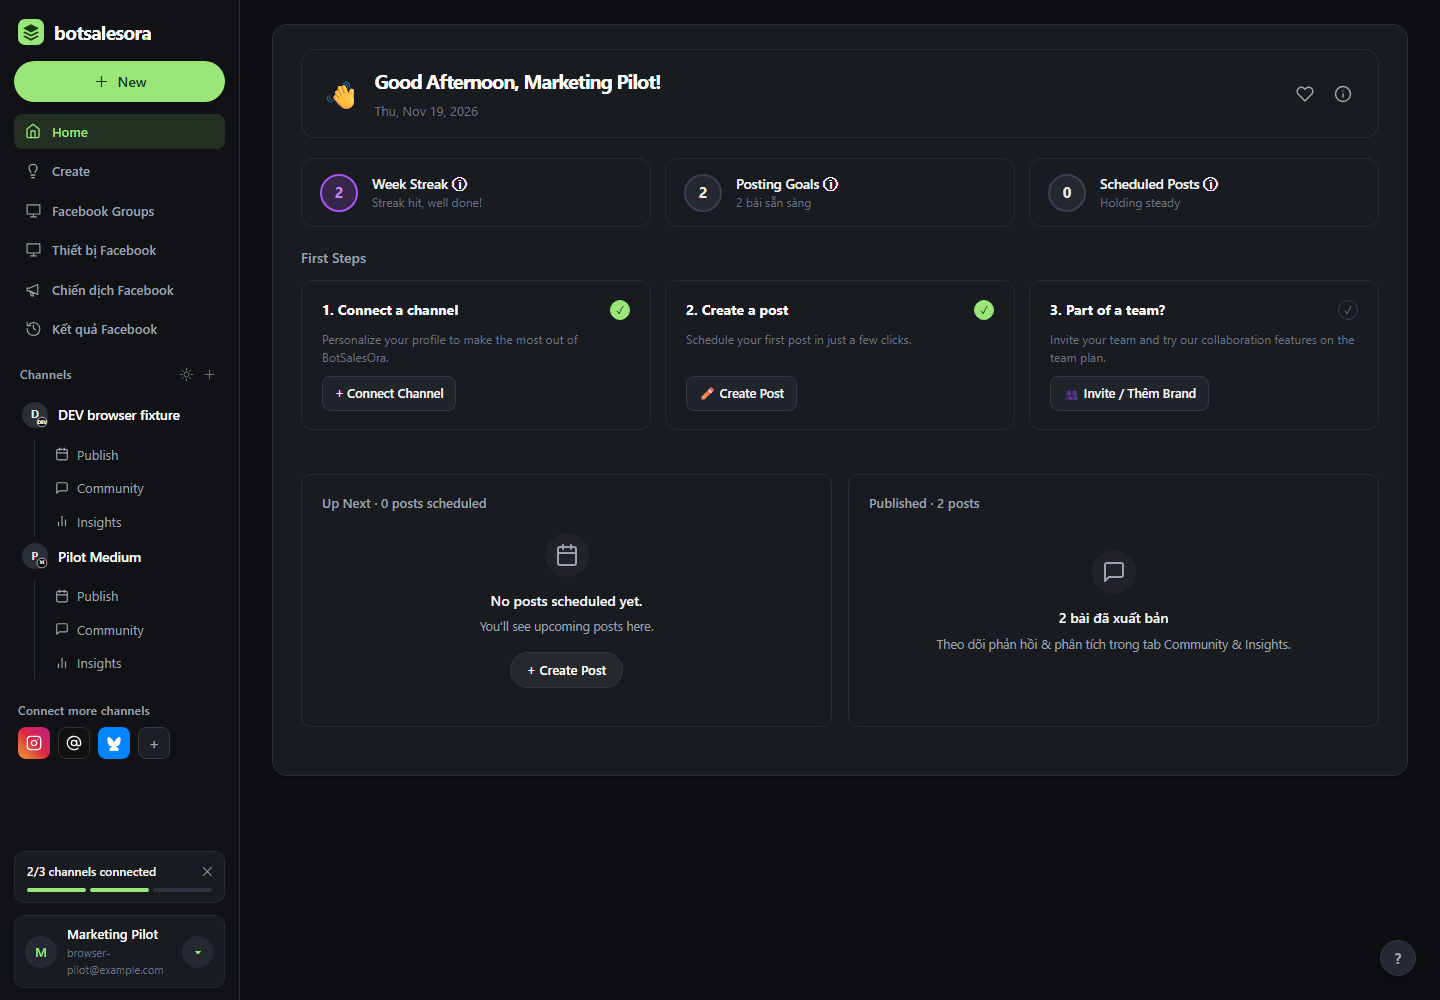 botsalesora
+ New
Home
Create
Facebook Groups
Thiết bị Facebook
Chiến dịch Facebook
Kết quả Facebook
Channels
D
DEV
DEV browser fixture
Publish
Community
Insights
P
M
Pilot Medium
Publish
Community
Insights
Connect more channels
+
2/3 channels connected
M
Marketing Pilot
browser-
pilot@example.com
Good Afternoon, Marketing Pilot!
Thu, Nov 19, 2026
2
Week Streak ⓘ
Streak hit, well done!
2
Posting Goals ⓘ
2 bài sẵn sàng
0
Scheduled Posts ⓘ
Holding steady
First Steps
1. Connect a channel
✓
Personalize your profile to make the most out of
BotSalesOra.
+ Connect Channel
2. Create a post
✓
Schedule your first post in just a few clicks.
Create Post
3. Part of a team?
✓
Invite your team and try our collaboration features on the
team plan.
Invite / Thêm Brand
Up Next · 0 posts scheduled
No posts scheduled yet.
You'll see upcoming posts here.
+ Create Post
Published · 2 posts
2 bài đã xuất bản
Theo dõi phản hồi & phân tích trong tab Community & Insights.
?